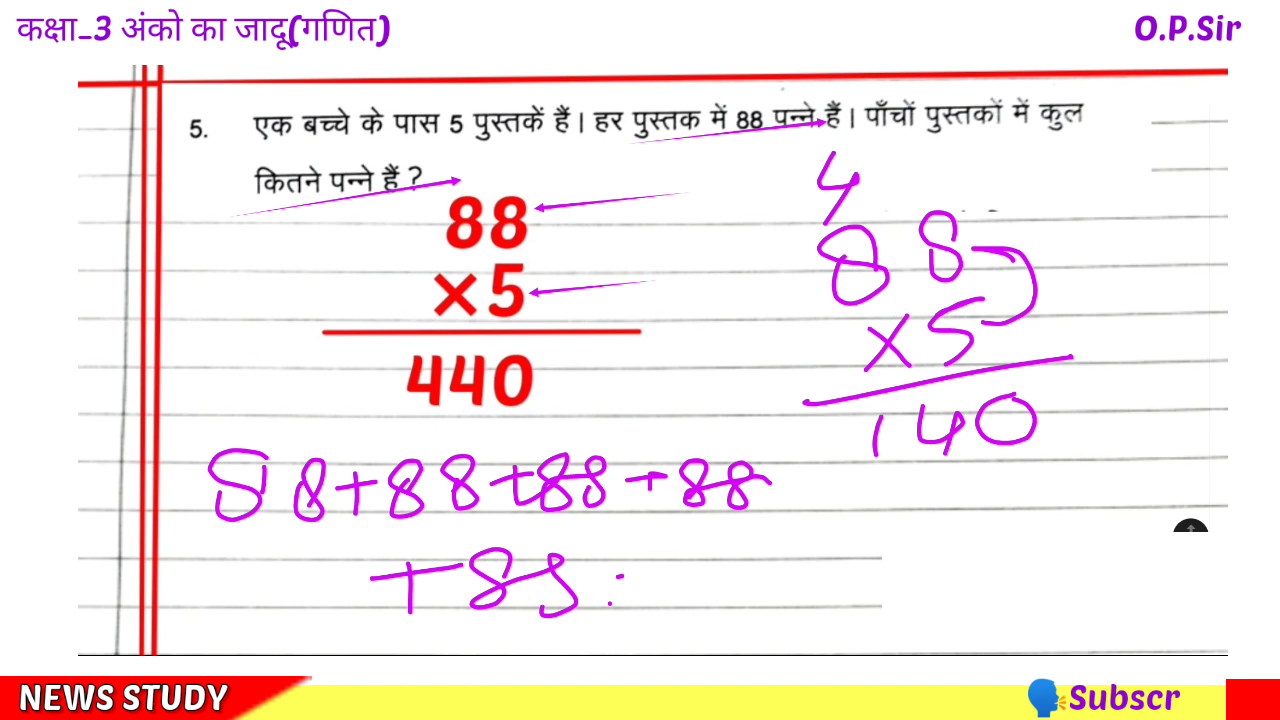 कक्षा-3 अंको का जादू(गणित)
O.P.Sir
5. एक बच्चे के पास 5 पुस्तकें हैं। हर पुस्तक में 88 पन्ने हैं। पाँचों पुस्तकों में कुल
कितने पन्ने हैं ?
88
×5
440
4
88
×5
140
88+88+88+88
+88:
NEWS STUDY
Subscr